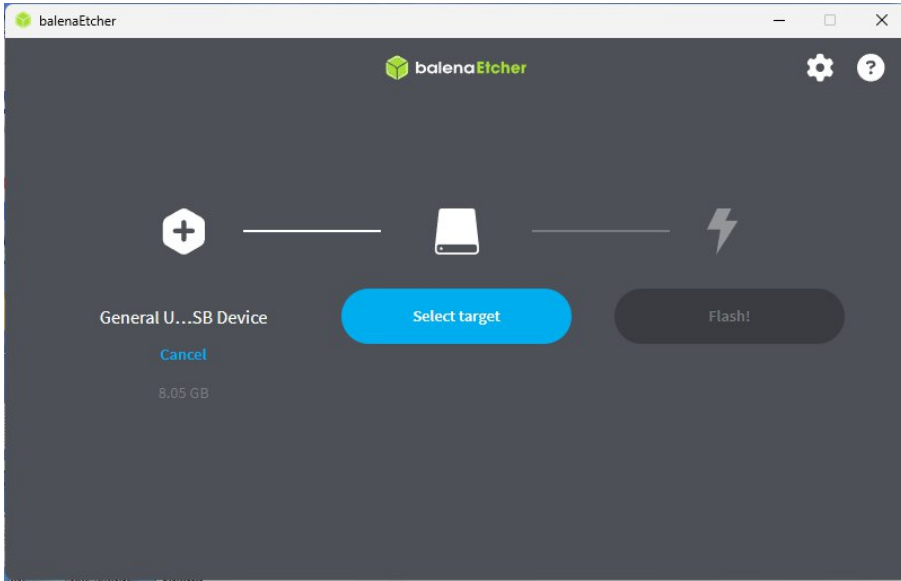 balenaEtcher
balenaEtcher
?
General U...SB Device
Select target
Flash!
Cancel
8.05 GB